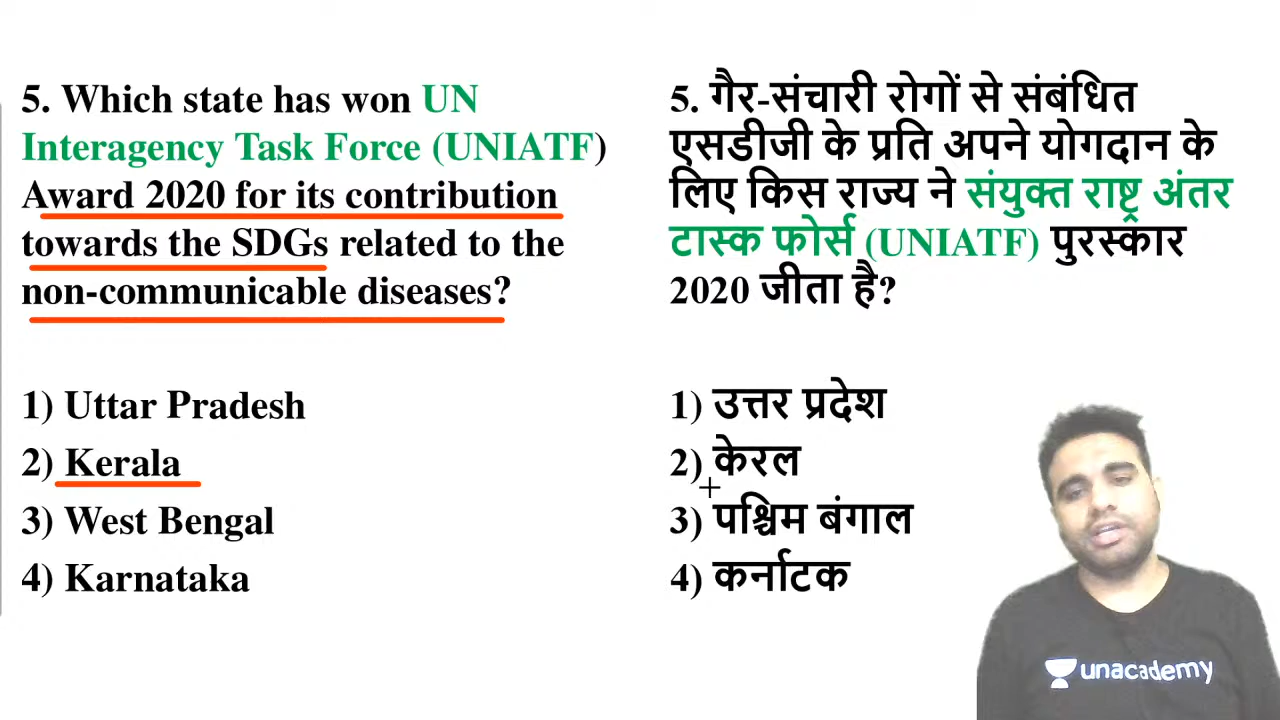 5. Which state has won UN
Interagency Task Force (UNIATF)
Award 2020 for its contribution
towards the SDGs related to the
non-communicable diseases?
1) Uttar Pradesh
2) Kerala
3) West Bengal
4) Karnataka
5. गैर-संचारी रोगों से संबंधित
एसडीजी के प्रति अपने योगदान के
लिए किस राज्य ने संयुक्त राष्ट्र अंतर
टास्क फोर्स (UNIATF) पुरस्कार
2020 जीता है?
1) उत्तर प्रदेश
2) केरल
3) पश्चिम बंगाल
4) कर्नाटक
unacademy